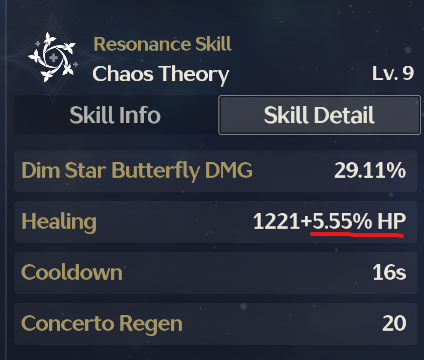 Resonance Skill
Chaos Theory Lv. 9
Skill Info Skill Detail
Dim Star Butterfly DMG 29.11%
Healing 1221+5.55% HP
Cooldown 16s
Concerto Regen 20